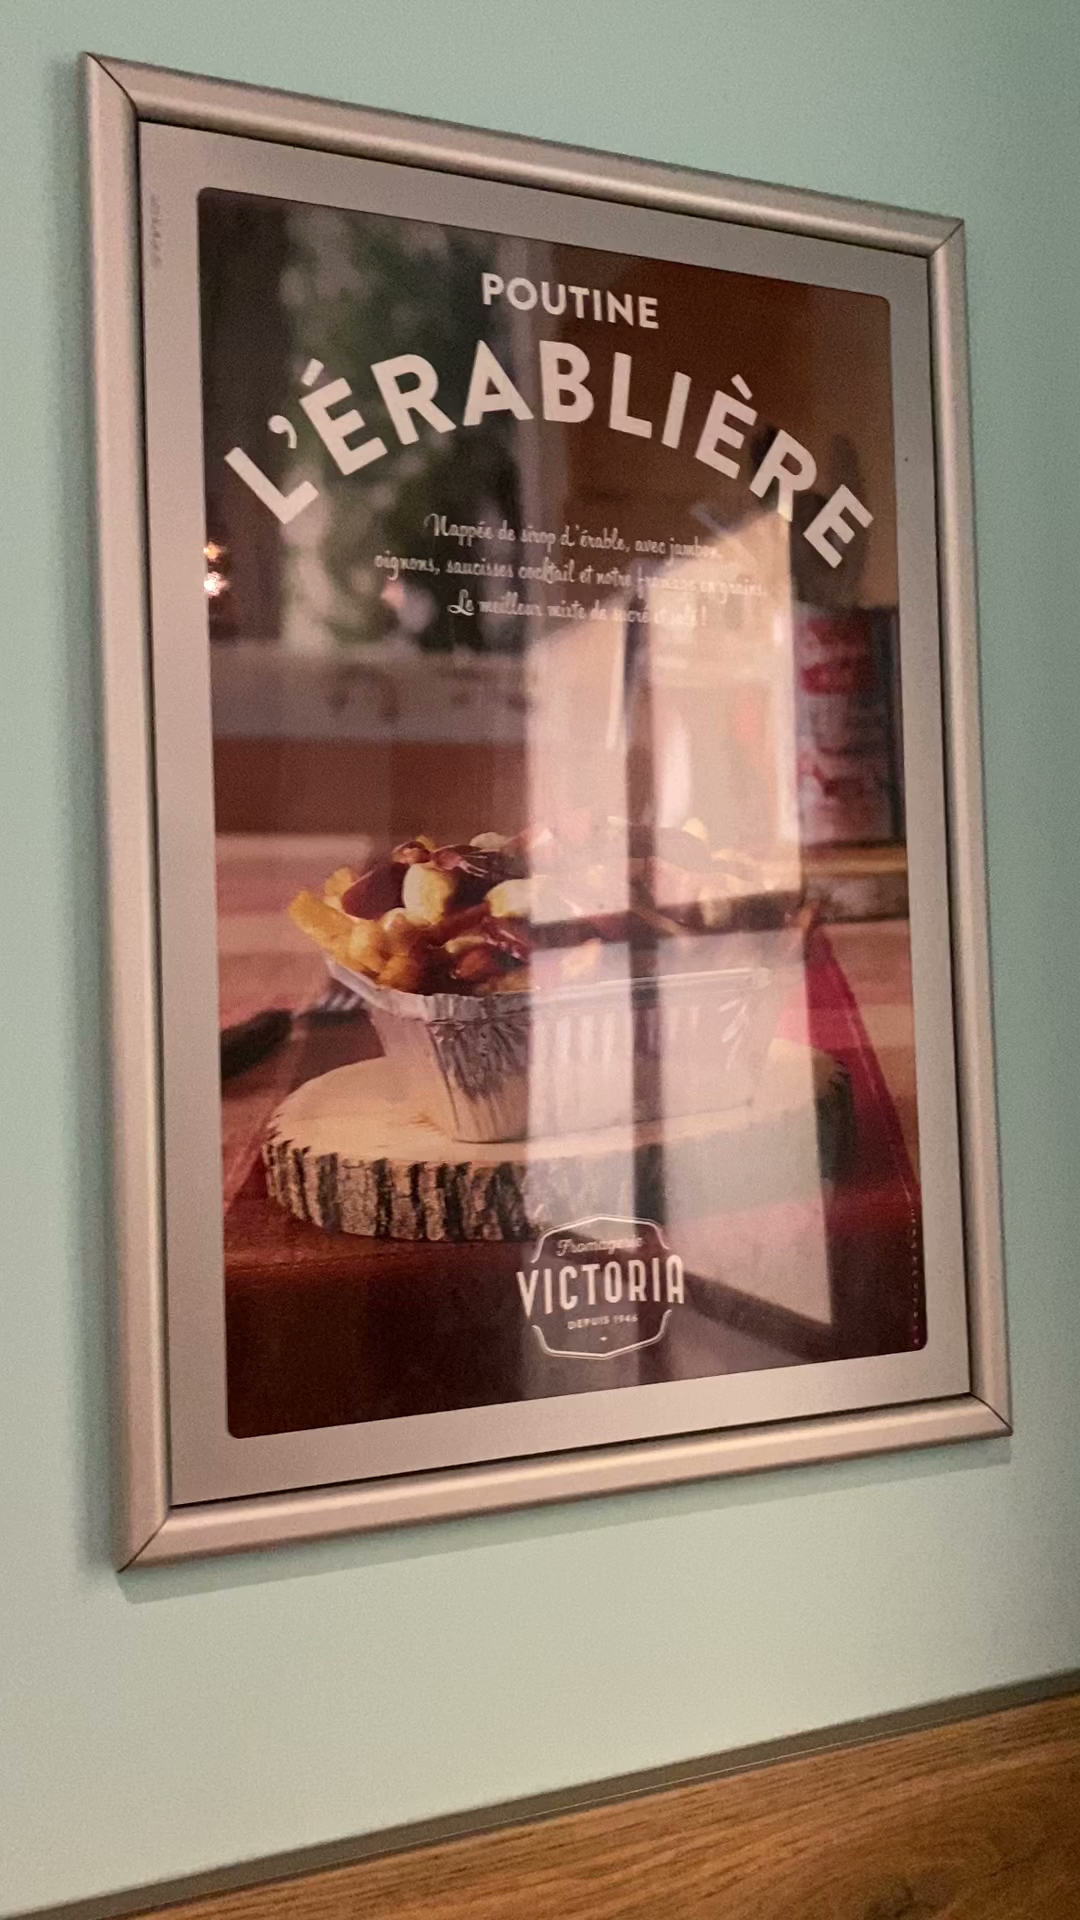 POUTINE
L'ÉRABLIÈRE
Nappée de sirop d'érable, avec jambon,
oignons, saucisses cocktail et notre fromage en grains.
Le meilleur mixte de sucré et salé !
Fromagerie
VICTORIA
DEPUIS 1946